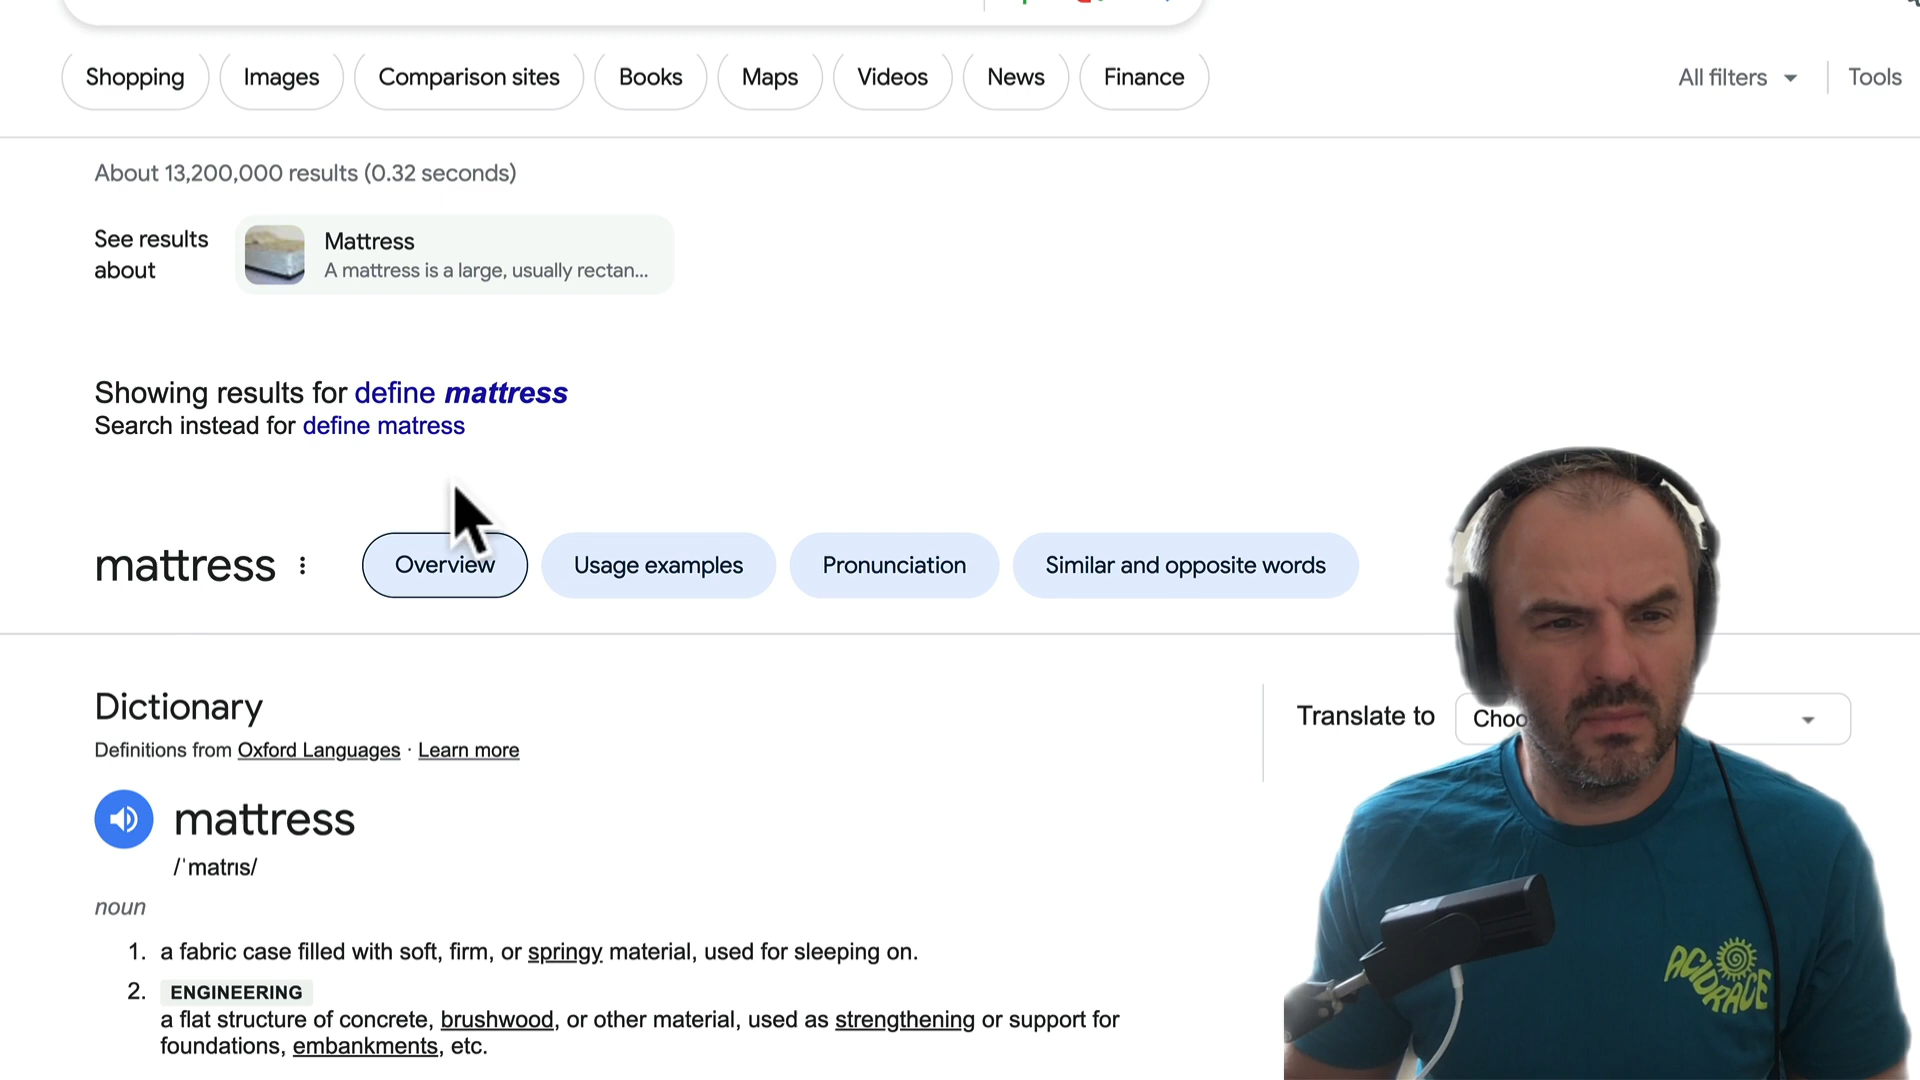 Shopping
Images
Comparison sites
Books
Maps
Videos
News
Finance
All filters
Tools
About 13,200,000 results (0.32 seconds)
See results
about
Mattress
A mattress is a large, usually rectan...
Showing results for define mattress
Search instead for define matress
mattress
Overview
Usage examples
Pronunciation
Similar and opposite words
Dictionary
Definitions from Oxford Languages · Learn more
Translate to
mattress
/ˈmatrɪs/
noun
1. a fabric case filled with soft, firm, or springy material, used for sleeping on.
2. ENGINEERING
a flat structure of concrete, brushwood, or other material, used as strengthening or support for
foundations, embankments, etc.
ACIDRACE